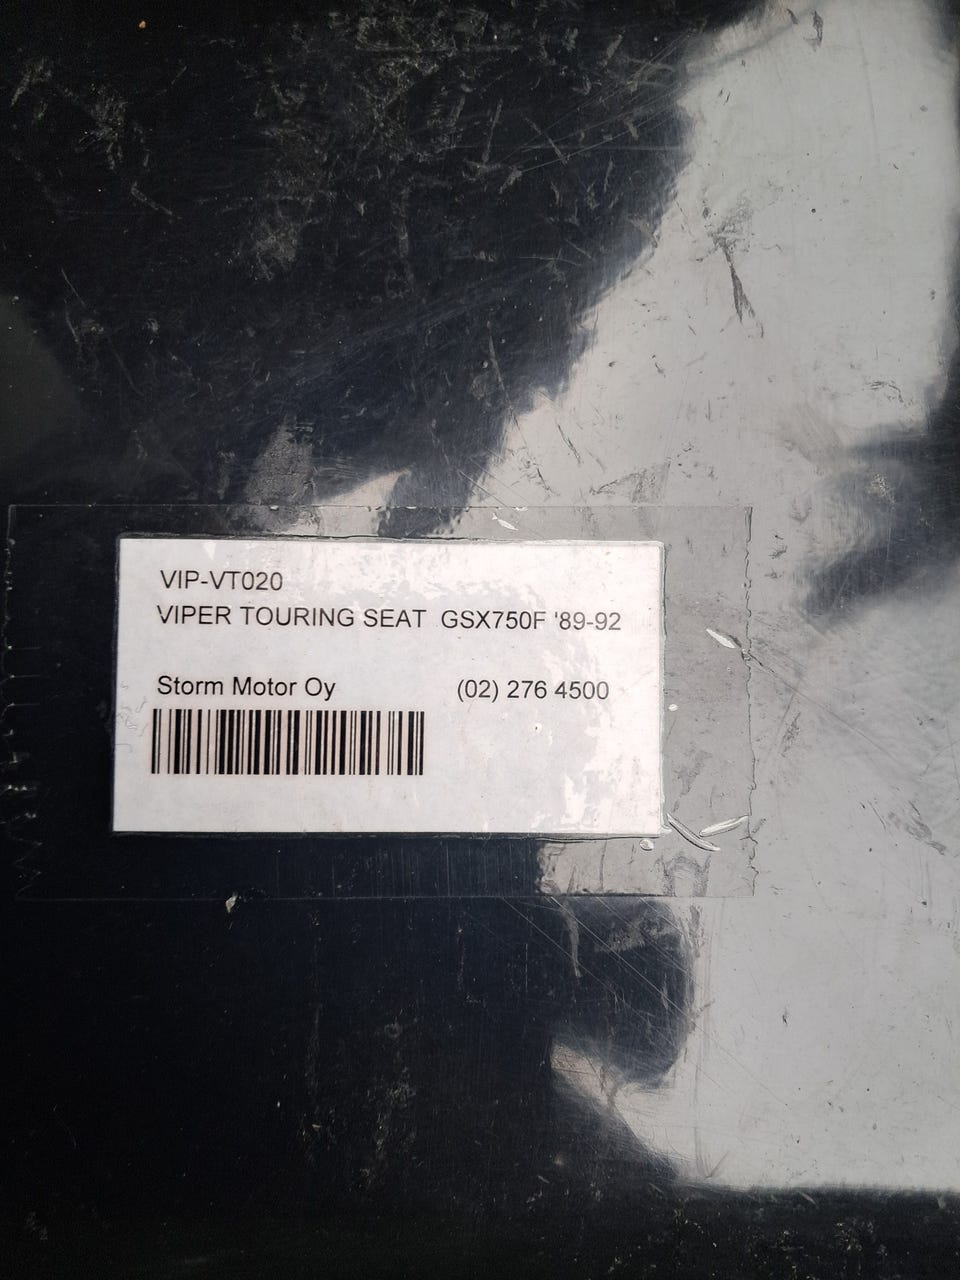 VIP-VT020
VIPER TOURING SEAT GSX750F '89-92
Storm Motor Oy (02) 276 4500